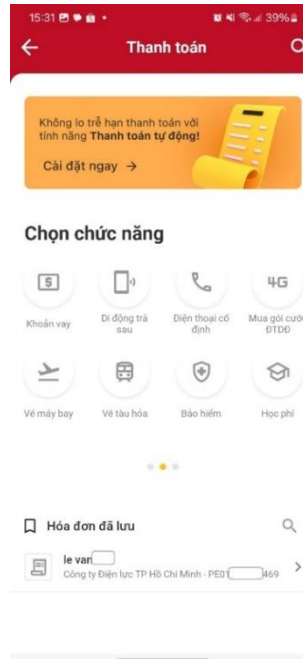 15:31
39%
Thanh toán
Không lo trễ hạn thanh toán với
tính năng Thanh toán tự động!
Cài đặt ngay →
Chọn chức năng
Khoản vay
Di động trả
sau
Điện thoại cố
định
4G
Mua gói cước
ĐTDĐ
Vé máy bay
Vé tàu hỏa
Bảo hiểm
Học phí
Hóa đơn đã lưu
le van
Công ty Điện lực TP Hồ Chí Minh - PE01 469